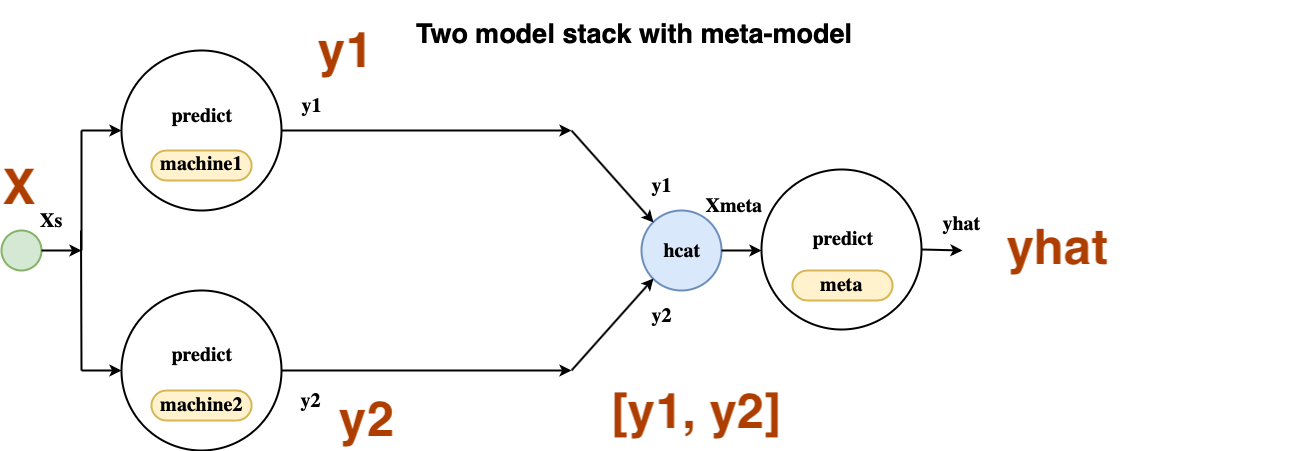 Two model stack with meta-model
y1
y1
predict
machine1
X
Xs
y1
Xmeta
hcat
predict
meta
yhat
yhat
y2
predict
machine2
y2
y2
[y1, y2]